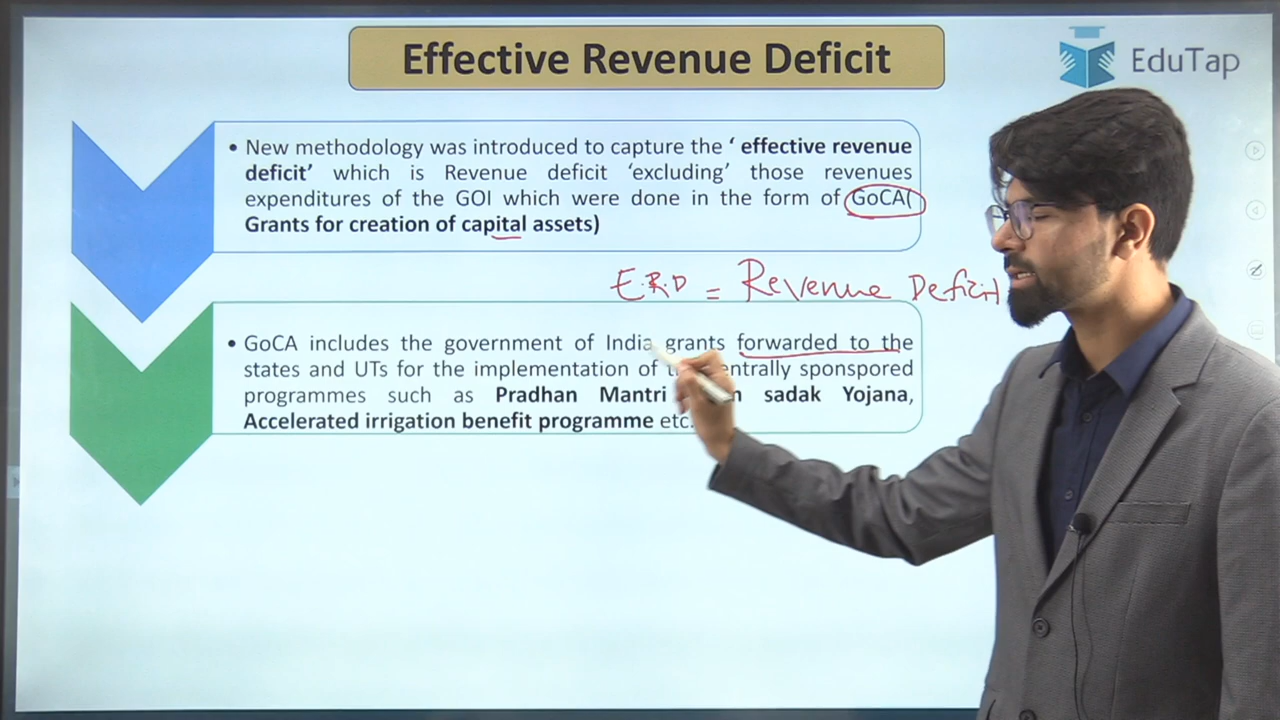 Effective Revenue Deficit
EduTap
• New methodology was introduced to capture the ‘ effective revenue
deficit’ which is Revenue deficit ‘excluding’ those revenues
expenditures of the GOI which were done in the form of GoCA(
Grants for creation of capital assets)
E.R.D = Revenue Deficit
• GoCA includes the government of India grants forwarded to the
states and UTs for the implementation of centrally sponspored
programmes such as Pradhan Mantri sadak Yojana,
Accelerated irrigation benefit programme etc.